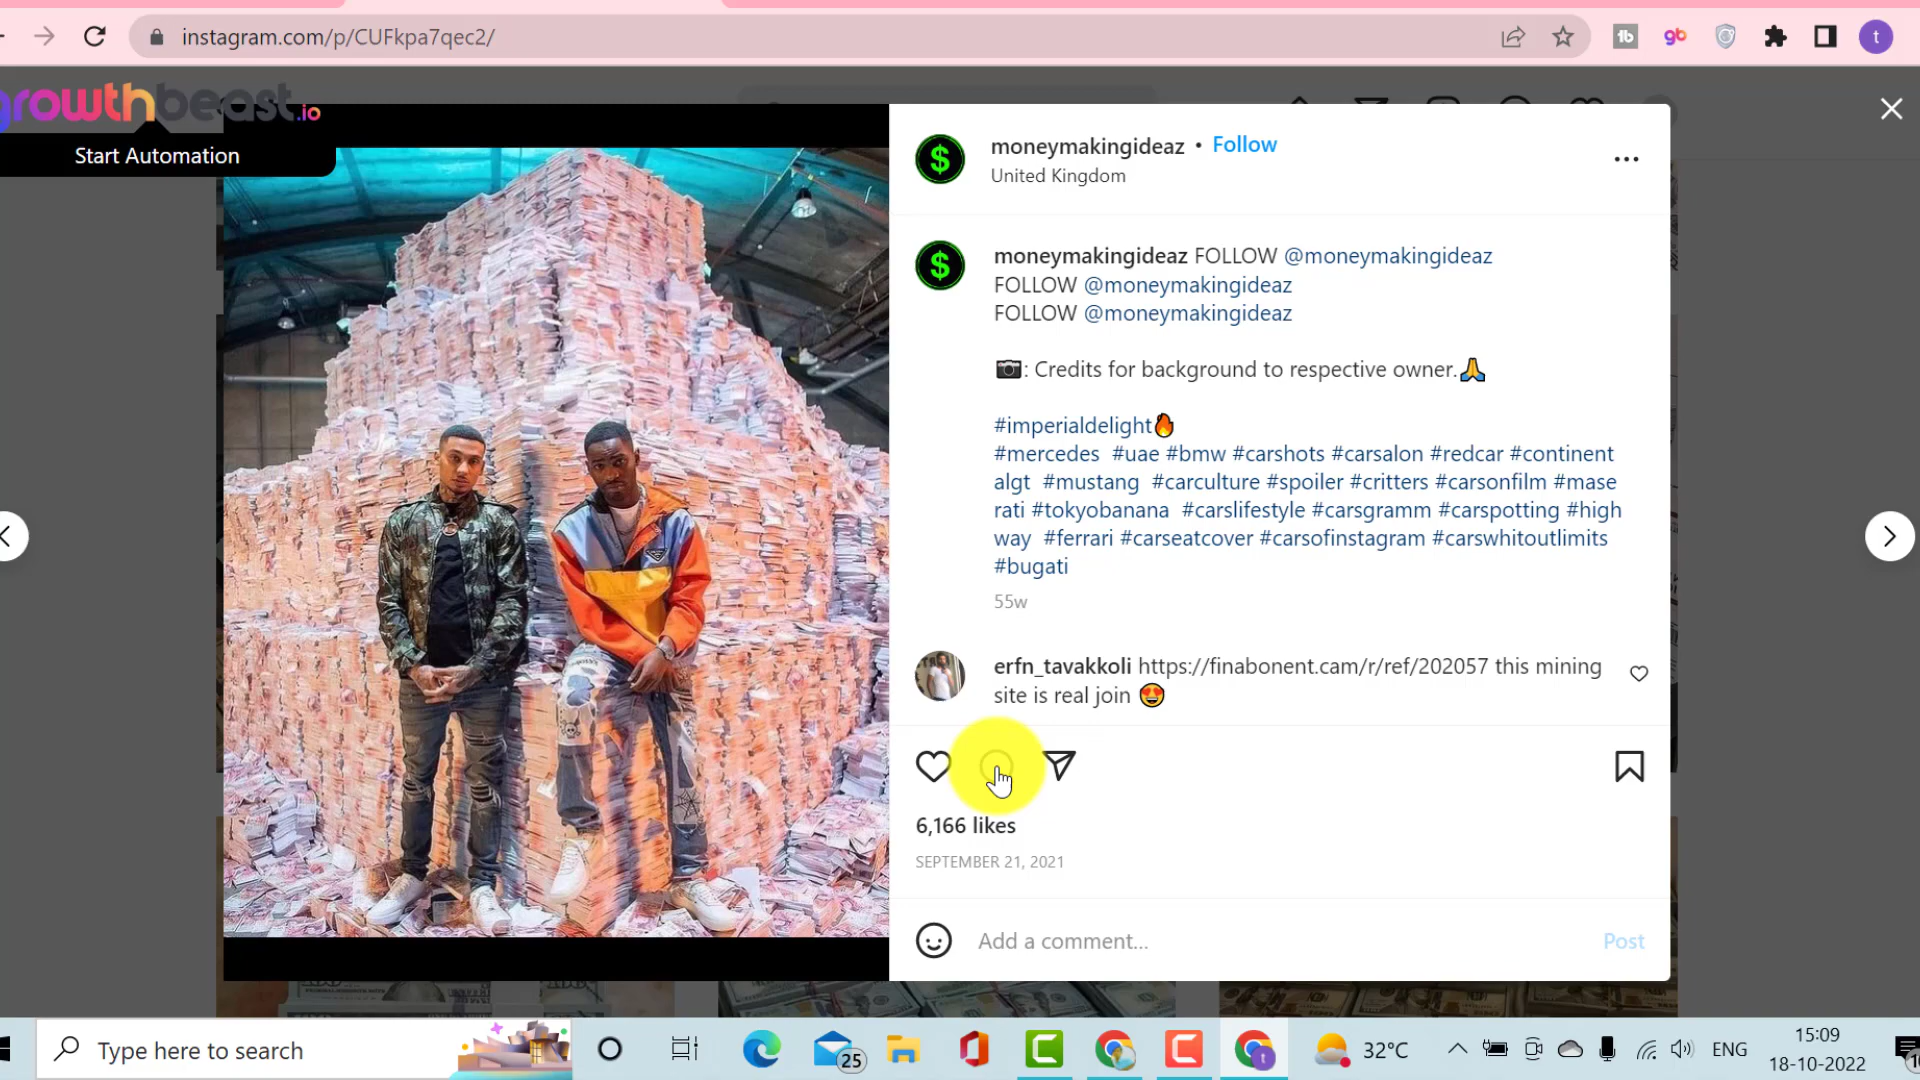 instagram.com/p/CUFkpa7qec2/
growthbeast.io
Start Automation
moneymakingideaz • Follow
United Kingdom
moneymakingideaz FOLLOW @moneymakingideaz
FOLLOW @moneymakingideaz
FOLLOW @moneymakingideaz
📷: Credits for background to respective owner.🙏
#imperialdelight🔥
#mercedes #uae #bmw #carshots #carsalon #redcar #continent
algt #mustang #carculture #spoiler #critters #carsonfilm #mase
rati #tokyobanana #carslifestyle #carsgramm #carspotting #high
way #ferrari #carseatcover #carsofinstagram #carswhitoutlimits
#bugati
55w
erfn_tavakkoli https://finabonent.cam/r/ref/202057 this mining
site is real join 😍
6,166 likes
SEPTEMBER 21, 2021
Add a comment... Post
Type here to search
25
32°C
ENG
15:09
18-10-2022